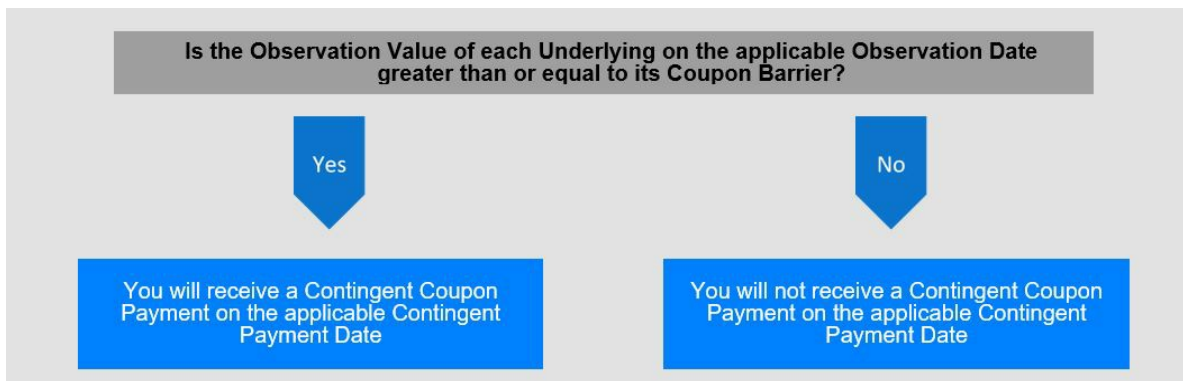 Is the Observation Value of each Underlying on the applicable Observation Date
greater than or equal to its Coupon Barrier?
Yes
No
You will receive a Contingent Coupon
Payment on the applicable Contingent
Payment Date
You will not receive a Contingent Coupon
Payment on the applicable Contingent
Payment Date